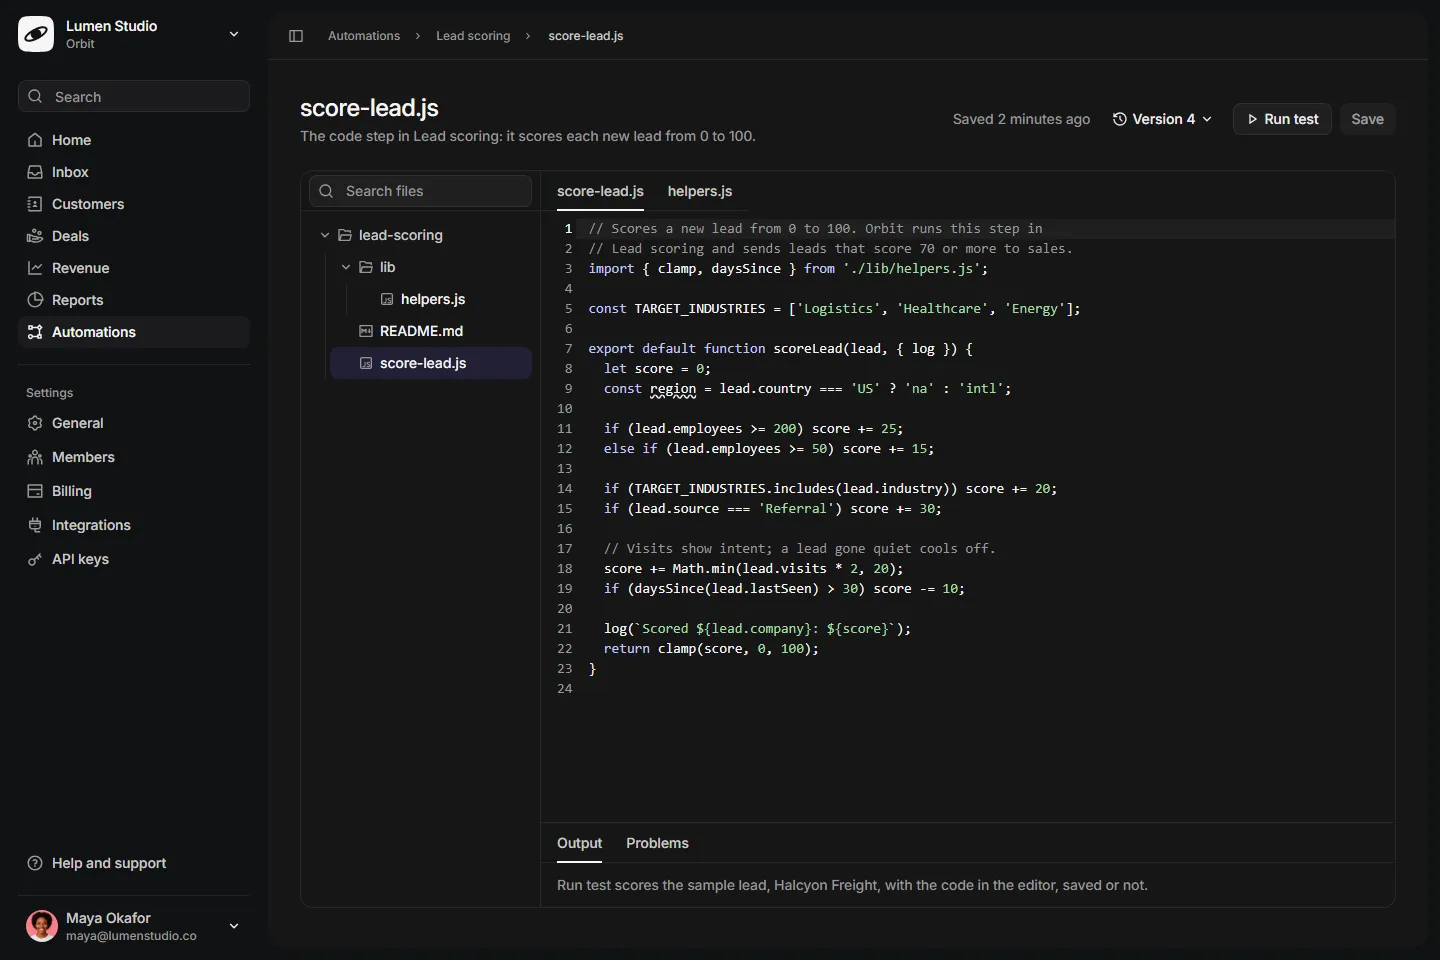 Lumen Studio
Orbit
Search
Home
Inbox
Customers
Deals
Revenue
Reports
Automations
Settings
General
Members
Billing
Integrations
API keys
Help and support
Maya Okafor
maya@lumenstudio.co
Automations › Lead scoring › score-lead.js
score-lead.js
The code step in Lead scoring: it scores each new lead from 0 to 100.
Saved 2 minutes ago Version 4 Run test Save
Search files
lead-scoring
lib
helpers.js
README.md
score-lead.js
score-lead.js helpers.js
1 // Scores a new lead from 0 to 100. Orbit runs this step in
2 // Lead scoring and sends leads that score 70 or more to sales.
3 import { clamp, daysSince } from './lib/helpers.js';
4
5 const TARGET_INDUSTRIES = ['Logistics', 'Healthcare', 'Energy'];
6
7 export default function scoreLead(lead, { log }) {
8 let score = 0;
9 const region = lead.country === 'US' ? 'na' : 'intl';
10
11 if (lead.employees >= 200) score += 25;
12 else if (lead.employees >= 50) score += 15;
13
14 if (TARGET_INDUSTRIES.includes(lead.industry)) score += 20;
15 if (lead.source === 'Referral') score += 30;
16
17 // Visits show intent; a lead gone quiet cools off.
18 score += Math.min(lead.visits * 2, 20);
19 if (daysSince(lead.lastSeen) > 30) score -= 10;
20
21 log(`Scored ${lead.company}: ${score}`);
22 return clamp(score, 0, 100);
23 }
24
Output Problems
Run test scores the sample lead, Halcyon Freight, with the code in the editor, saved or not.